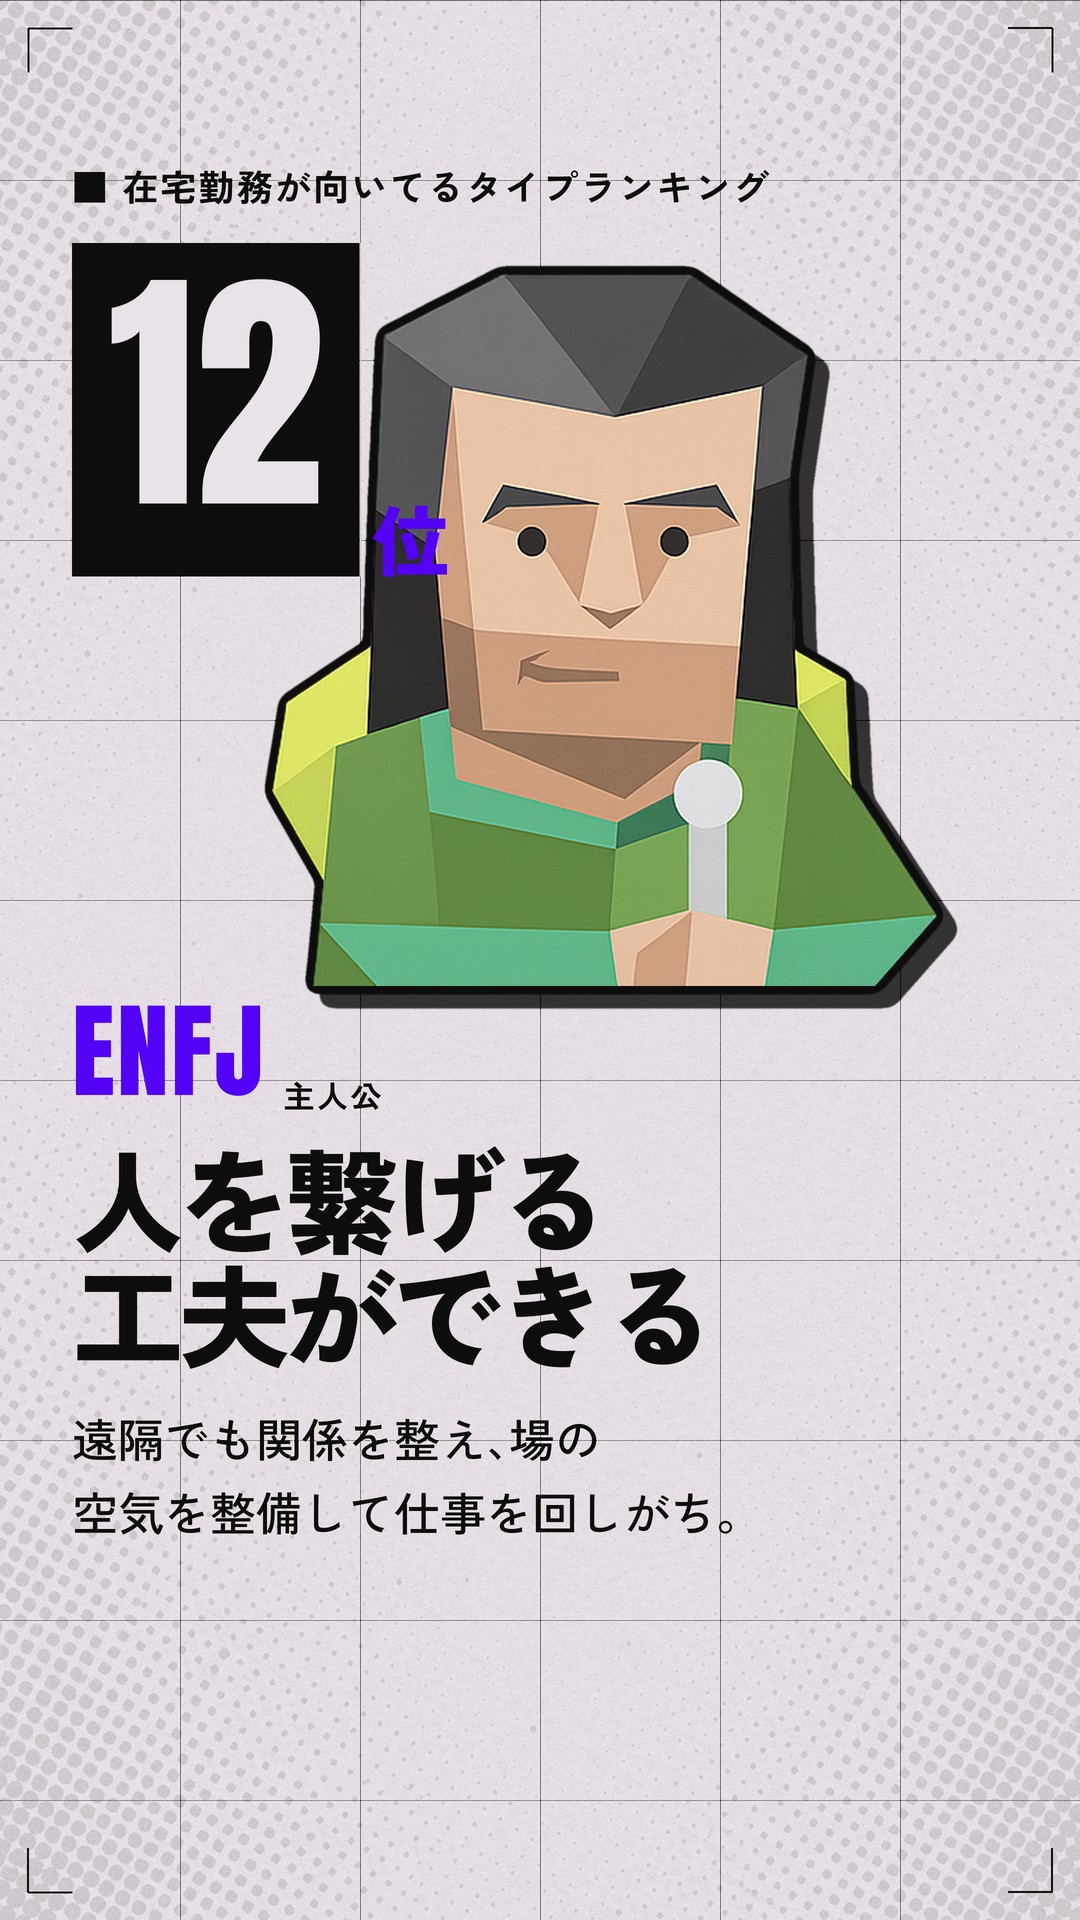 ■ 在宅勤務が向いてるタイプランキング
12位
ENFJ 主人公
人を繋げる
工夫ができる
遠隔でも関係を整え、場の
空気を整備して仕事を回しがち。